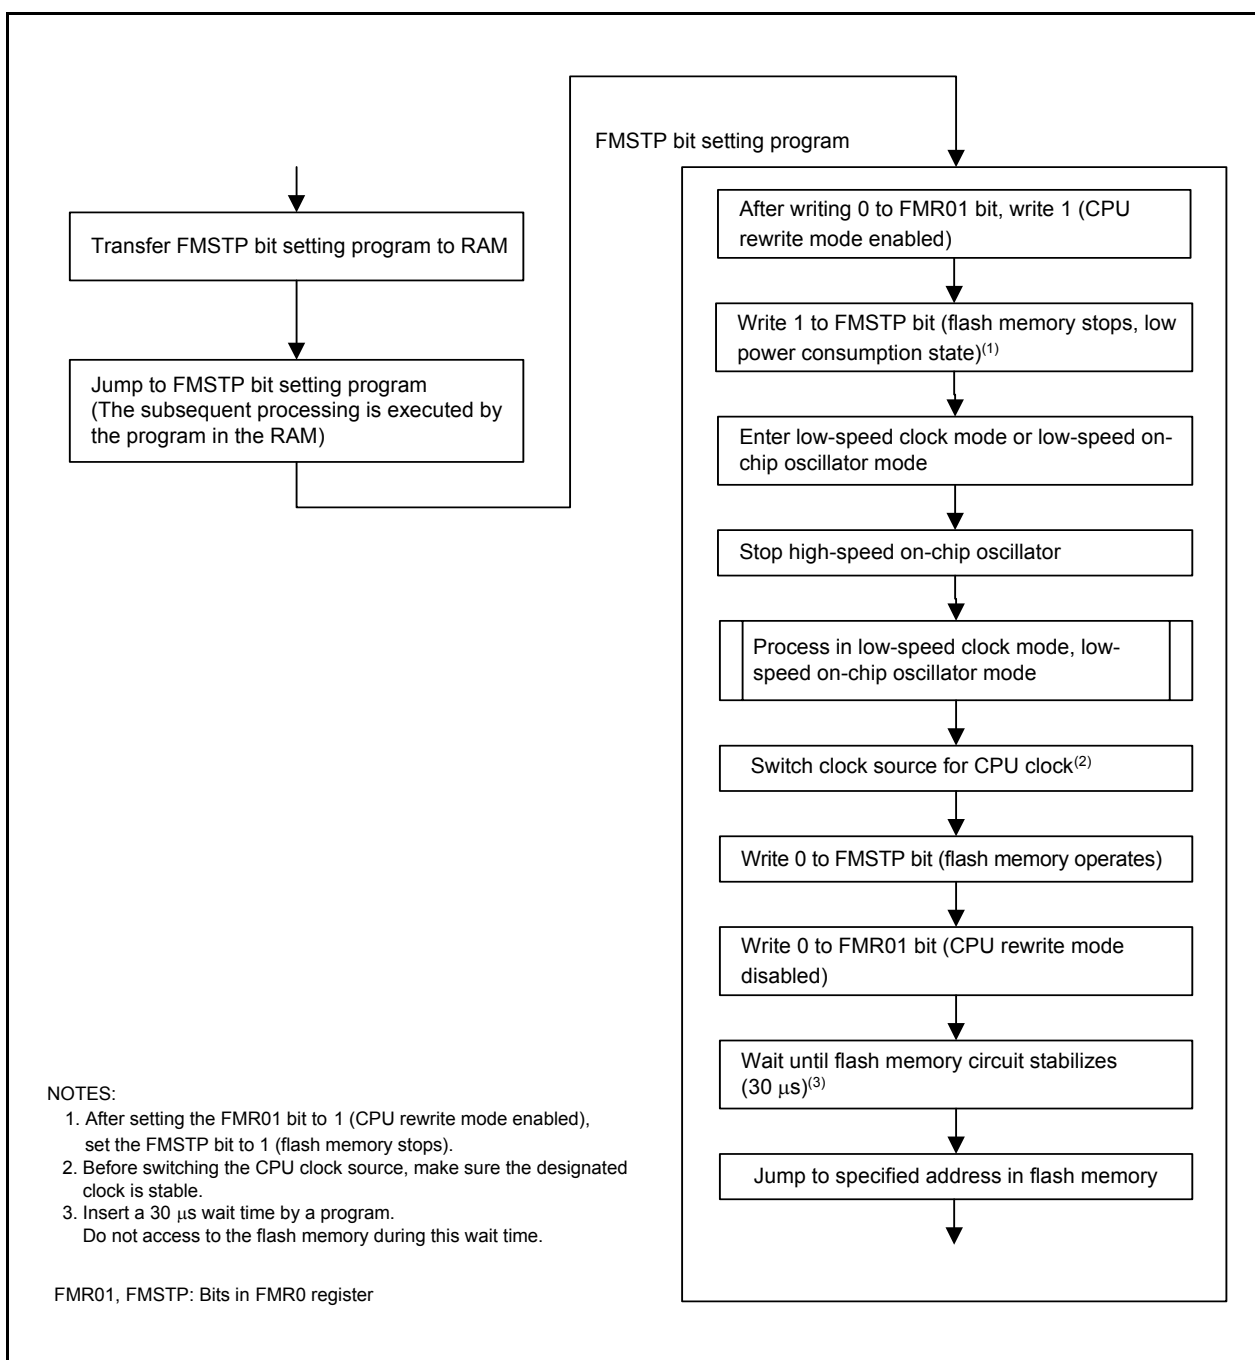 Transfer FMSTP bit setting program to RAM
Jump to FMSTP bit setting program
(The subsequent processing is executed by
the program in the RAM)
FMSTP bit setting program
After writing 0 to FMR01 bit, write 1 (CPU
rewrite mode enabled)
Write 1 to FMSTP bit (flash memory stops, low
power consumption state)(1)
Enter low-speed clock mode or low-speed on-
chip oscillator mode
Stop high-speed on-chip oscillator
Process in low-speed clock mode, low-
speed on-chip oscillator mode
Switch clock source for CPU clock(2)
Write 0 to FMSTP bit (flash memory operates)
Write 0 to FMR01 bit (CPU rewrite mode
disabled)
Wait until flash memory circuit stabilizes
(30 μs)(3)
Jump to specified address in flash memory
NOTES:
1. After setting the FMR01 bit to 1 (CPU rewrite mode enabled),
set the FMSTP bit to 1 (flash memory stops).
2. Before switching the CPU clock source, make sure the designated
clock is stable.
3. Insert a 30 μs wait time by a program.
Do not access to the flash memory during this wait time.
FMR01, FMSTP: Bits in FMR0 register